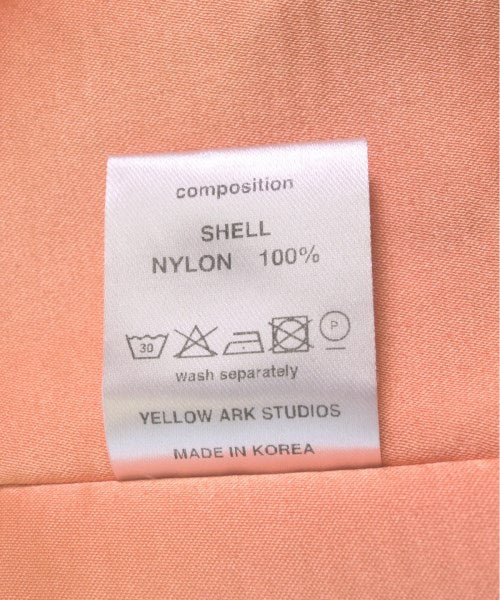 composition
SHELL
NYLON 100%
30 P
wash separately
YELLOW ARK STUDIOS
MADE IN KOREA